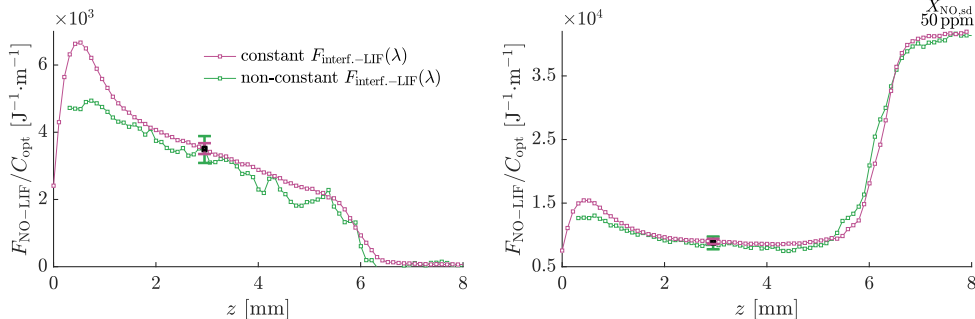 ×10³
F_NO−LIF/C_opt [J⁻¹·m⁻¹]
6
4
2
0
0 2 4 6 8
z [mm]
constant F_interf.−LIF(λ)
non-constant F_interf.−LIF(λ)
×10⁴
X_NO,sd
50 ppm
F_NO−LIF/C_opt [J⁻¹·m⁻¹]
3.5
2.5
1.5
0.5
0 2 4 6 8
z [mm]